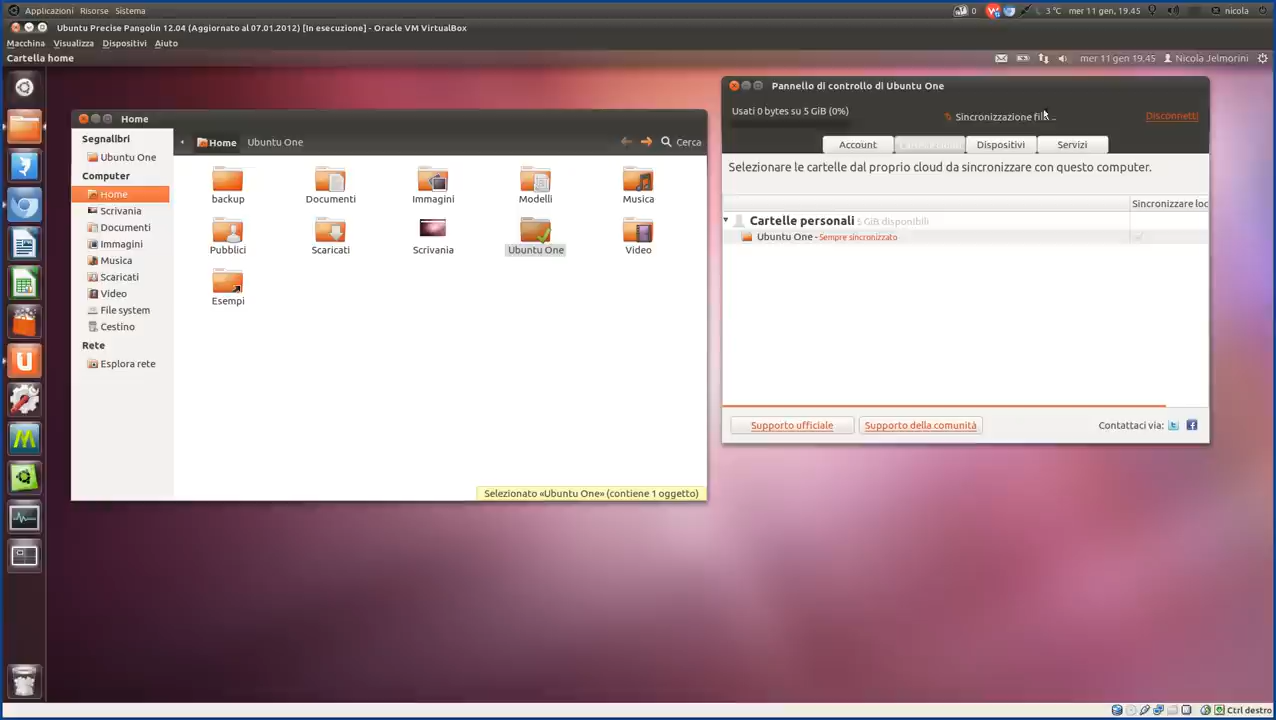 Applicazioni Risorse Sistema
0 3 °C mer 11 gen, 19.45 nicola
Ubuntu Precise Pangolin 12.04 (Aggiornato al 07.01.2012) [In esecuzione] - Oracle VM VirtualBox
Macchina Visualizza Dispositivi Aiuto
Cartella home
mer 11 gen 19.45 Nicola Jelmorini
Home
Segnalibri
Ubuntu One
Computer
Home
Scrivania
Documenti
Immagini
Musica
Scaricati
Video
File system
Cestino
Rete
Esplora rete
Home Ubuntu One Cerca
backup Documenti Immagini Modelli Musica
Pubblici Scaricati Scrivania Ubuntu One Video
Esempi
Selezionato «Ubuntu One» (contiene 1 oggetto)
Pannello di controllo di Ubuntu One
Usati 0 bytes su 5 GiB (0%)
Sincronizzazione file...
Disconnetti
Account Dispositivi Servizi
Selezionare le cartelle dal proprio cloud da sincronizzare con questo computer.
Sincronizzare loc
Cartelle personali 5 GiB disponibili
Ubuntu One - Sempre sincronizzato
Supporto ufficiale Supporto della comunità Contattaci via:
Ctrl destro